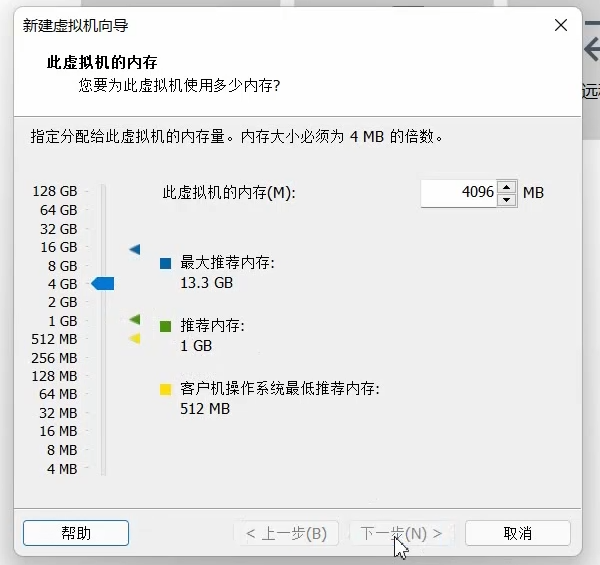 新建虚拟机向导
此虚拟机的内存
您要为此虚拟机使用多少内存?
远
指定分配给此虚拟机的内存量。内存大小必须为 4 MB 的倍数。
此虚拟机的内存(M): 4096 MB
128 GB
64 GB
32 GB
16 GB
8 GB
4 GB
2 GB
1 GB
512 MB
256 MB
128 MB
64 MB
32 MB
16 MB
8 MB
4 MB
最大推荐内存:
13.3 GB
推荐内存:
1 GB
客户机操作系统最低推荐内存:
512 MB
帮助
< 上一步(B)
下一步(N) >
取消